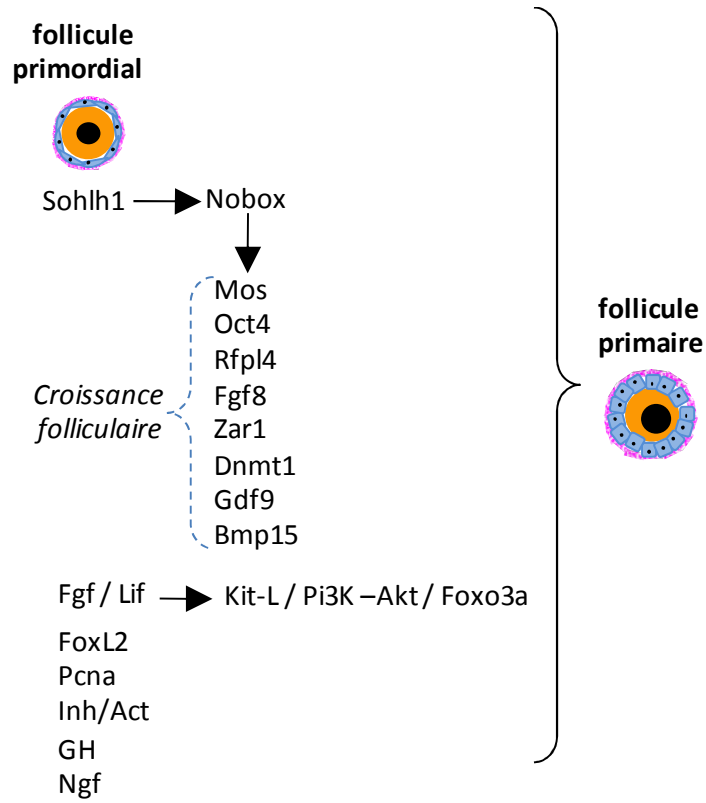 follicule
primordial
Sohlh1 Nobox
Mos
Oct4
Rfpl4
Fgf8
Zar1
Dnmt1
Gdf9
Bmp15
Croissance
folliculaire
Fgf / Lif Kit-L / Pi3K –Akt / Foxo3a
FoxL2
Pcna
Inh/Act
GH
Ngf
follicule
primaire